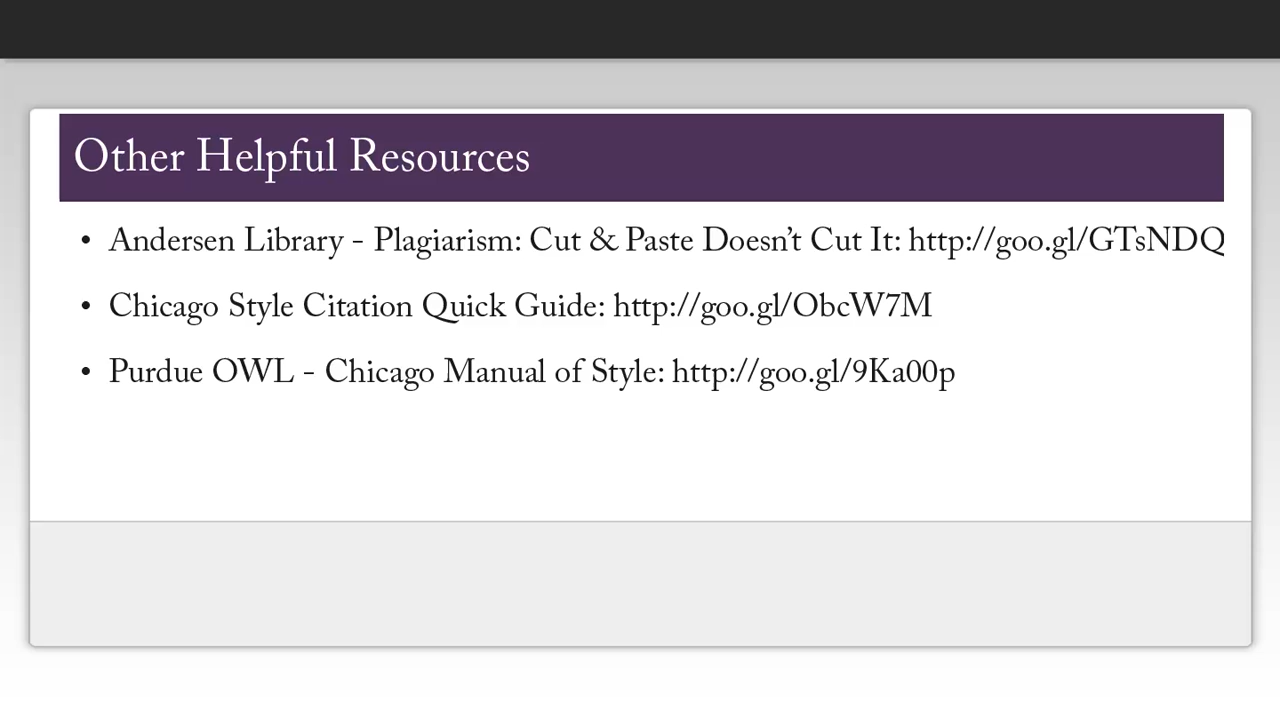 Other Helpful Resources
• Andersen Library - Plagiarism: Cut & Paste Doesn’t Cut It: http://goo.gl/GTsNDQ
• Chicago Style Citation Quick Guide: http://goo.gl/ObcW7M
• Purdue OWL - Chicago Manual of Style: http://goo.gl/9Ka00p